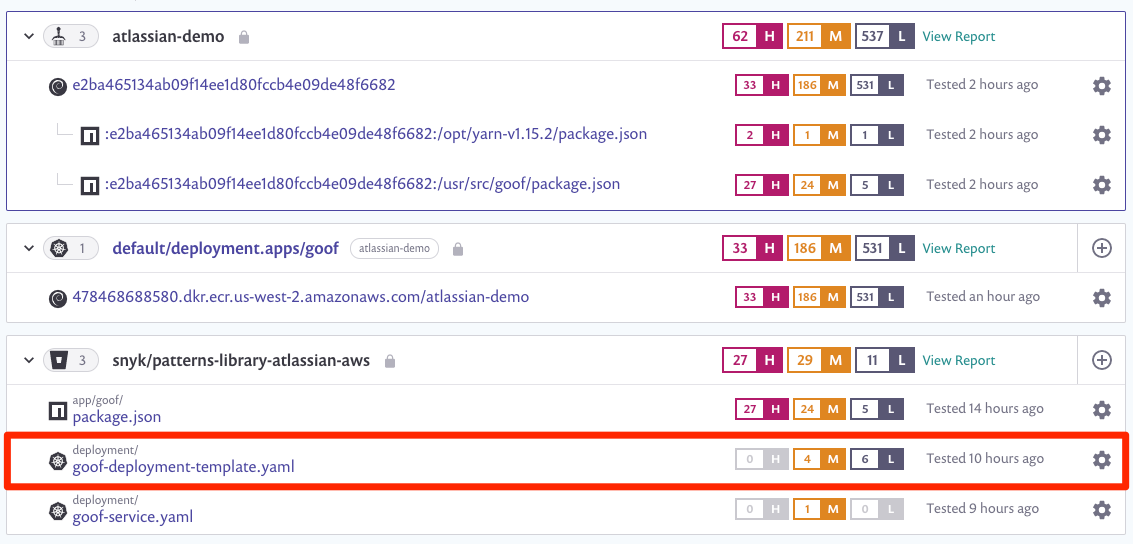 3 atlassian-demo 62 H 211 M 537 L View Report
e2ba465134ab09f14ee1d80fccb4e09de48f6682 33 H 186 M 531 L Tested 2 hours ago
:e2ba465134ab09f14ee1d80fccb4e09de48f6682:/opt/yarn-v1.15.2/package.json 2 H 1 M 1 L Tested 2 hours ago
:e2ba465134ab09f14ee1d80fccb4e09de48f6682:/usr/src/goof/package.json 27 H 24 M 5 L Tested 2 hours ago
1 default/deployment.apps/goof atlassian-demo 33 H 186 M 531 L View Report
478468688580.dkr.ecr.us-west-2.amazonaws.com/atlassian-demo 33 H 186 M 531 L Tested an hour ago
3 snyk/patterns-library-atlassian-aws 27 H 29 M 11 L View Report
app/goof/
package.json 27 H 24 M 5 L Tested 14 hours ago
deployment/
goof-deployment-template.yaml 0 H 4 M 6 L Tested 10 hours ago
deployment/
goof-service.yaml 0 H 1 M 0 L Tested 9 hours ago